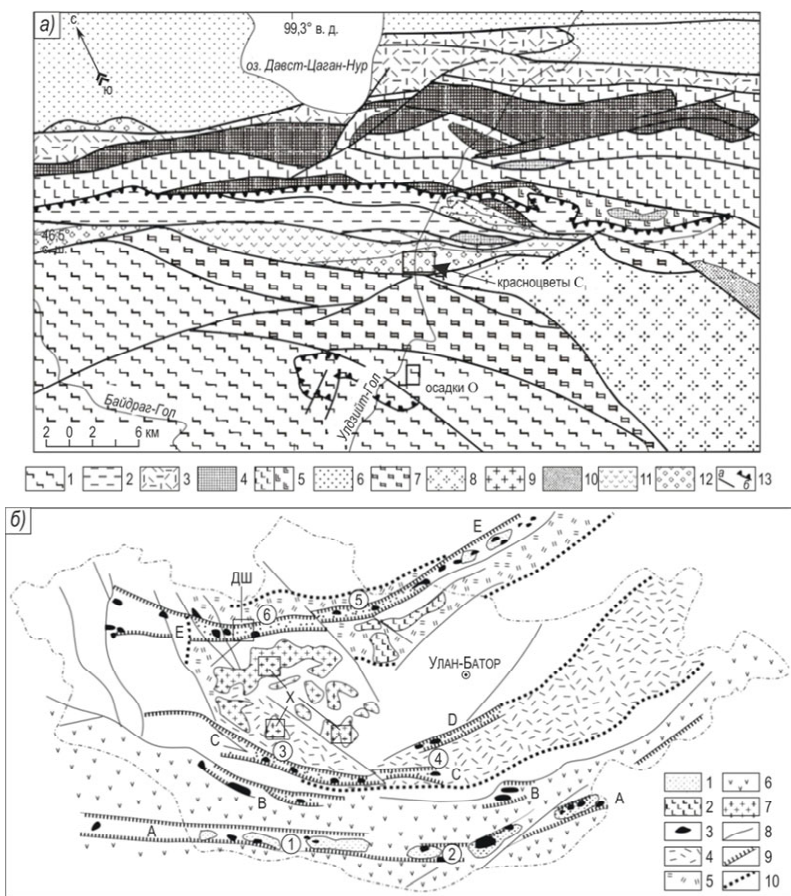 а)
С
ю
99,3° в. д.
оз. Давст-Цаган-Нур
46,5°
с. ш.
красноцветы С
осадки O
Байдраг-Гол
Улдзийт-Гол
2 0 2 6 км
1 2 3 4 5 6 7 8 9 10 11 12 а б 13
б)
ДШ
Е
5
6
Е
УЛАН-БАТОР
Х
D
С
3
4
С
В
В
А
А
1
2
1 6
2 7
3 8
4 9
5 10